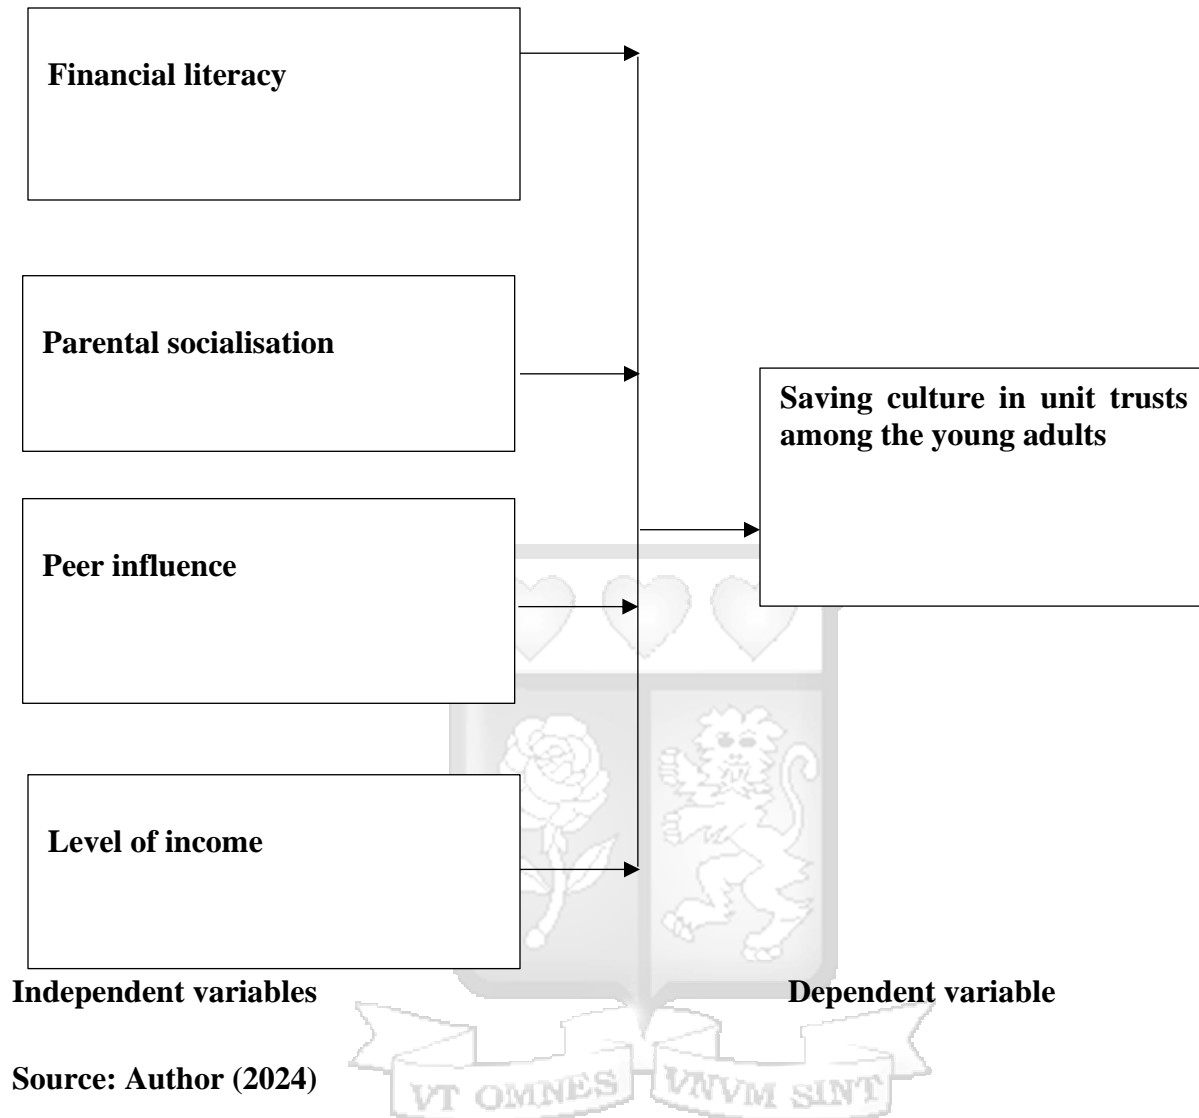 Financial literacy
Parental socialisation
Saving culture in unit trusts
among the young adults
Peer influence
Level of income
Independent variables
Dependent variable
Source: Author (2024)
VT OMNES VNVM SINT